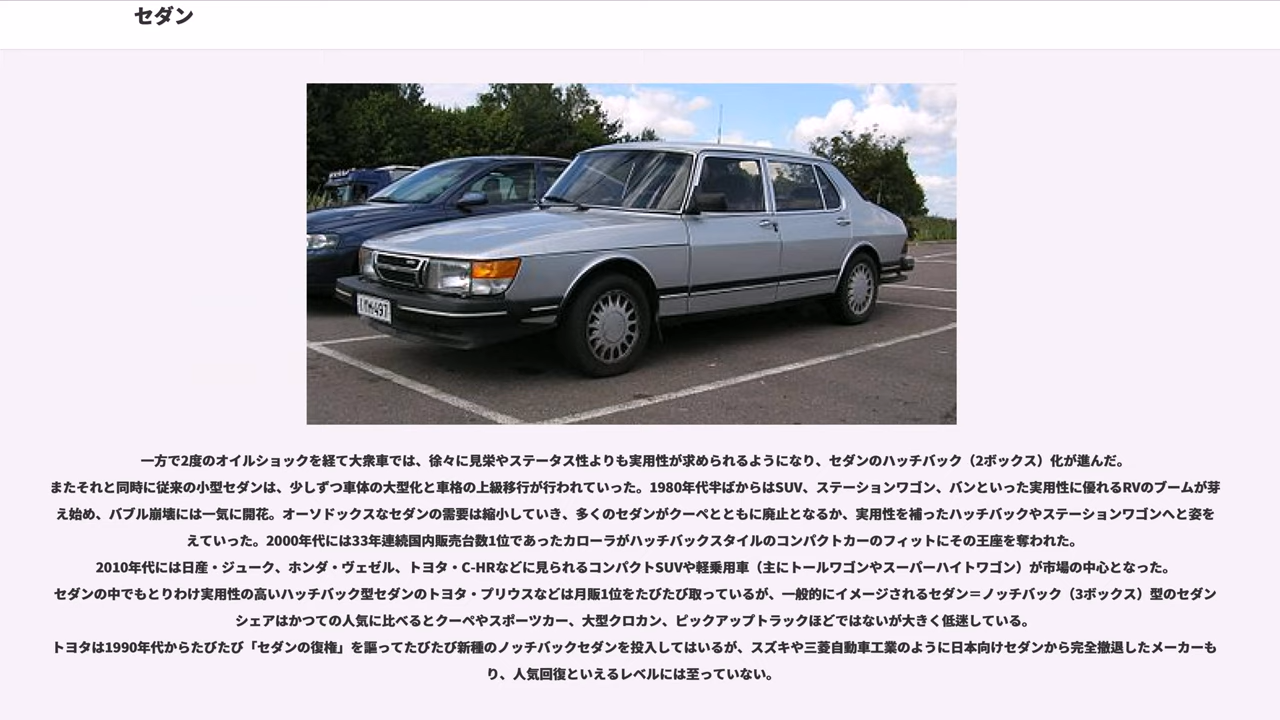 セダン
一方で2度のオイルショックを経て大衆車では、徐々に見栄やステータス性よりも実用性が求められるようになり、セダンのハッチバック（2ボックス）化が進んだ。
またそれと同時に従来の小型セダンは、少しずつ車体の大型化と車格の上級移行が行われていった。1980年代半ばからはSUV、ステーションワゴン、バンといった実用性に優れるRVのブームが芽
え始め、バブル崩壊には一気に開花。オーソドックスなセダンの需要は縮小していき、多くのセダンがクーペとともに廃止となるか、実用性を補ったハッチバックやステーションワゴンへと姿を
えていった。2000年代には33年連続国内販売台数1位であったカローラがハッチバックスタイルのコンパクトカーのフィットにその王座を奪われた。
2010年代には日産・ジューク、ホンダ・ヴェゼル、トヨタ・C-HRなどに見られるコンパクトSUVや軽乗用車（主にトールワゴンやスーパーハイトワゴン）が市場の中心となった。
セダンの中でもとりわけ実用性の高いハッチバック型セダンのトヨタ・プリウスなどは月販1位をたびたび取っているが、一般的にイメージされるセダン＝ノッチバック（3ボックス）型のセダン
シェアはかつての人気に比べるとクーペやスポーツカー、大型クロカン、ピックアップトラックほどではないが大きく低迷している。
トヨタは1990年代からたびたび「セダンの復権」を謳ってたびたび新種のノッチバックセダンを投入してはいるが、スズキや三菱自動車工業のように日本向けセダンから完全撤退したメーカーも
り、人気回復といえるレベルには至っていない。